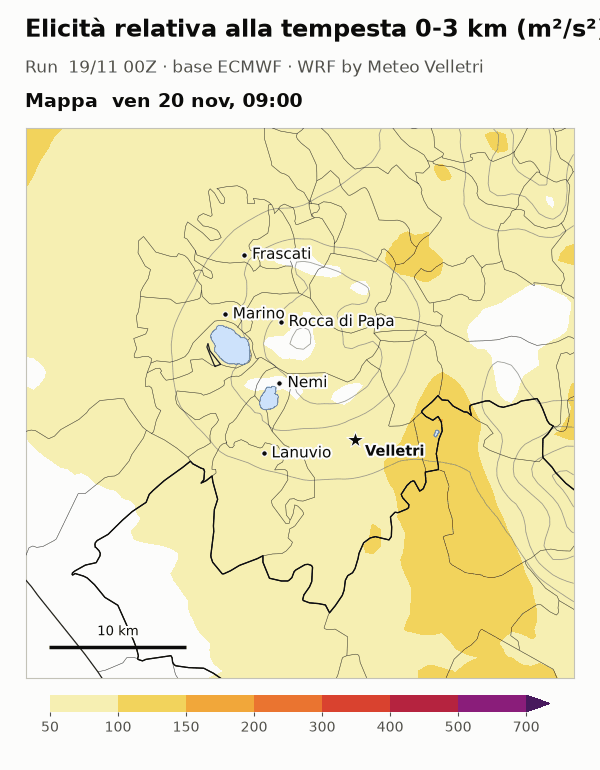 Elicità relativa alla tempesta 0-3 km (m²/s²)
Run 19/11 00Z · base ECMWF · WRF by Meteo Velletri
Mappa ven 20 nov, 09:00
Frascati
Marino
Rocca di Papa
Nemi
Velletri
Lanuvio
10 km
50 100 150 200 300 400 500 700